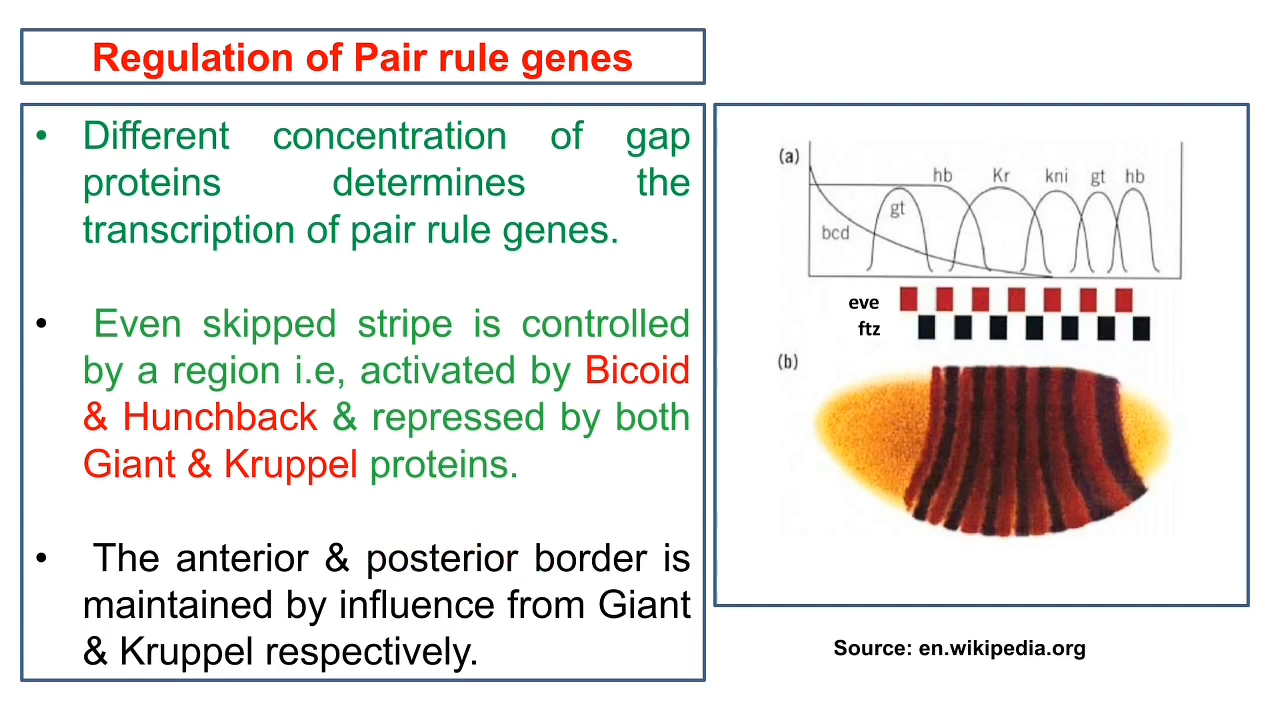 Regulation of Pair rule genes
• Different concentration of gap
proteins determines the
transcription of pair rule genes.
• Even skipped stripe is controlled
by a region i.e, activated by Bicoid
& Hunchback & repressed by both
Giant & Kruppel proteins.
• The anterior & posterior border is
maintained by influence from Giant
& Kruppel respectively.
(a)
hb Kr kni gt hb
gt
bcd
eve
ftz
(b)
Source: en.wikipedia.org